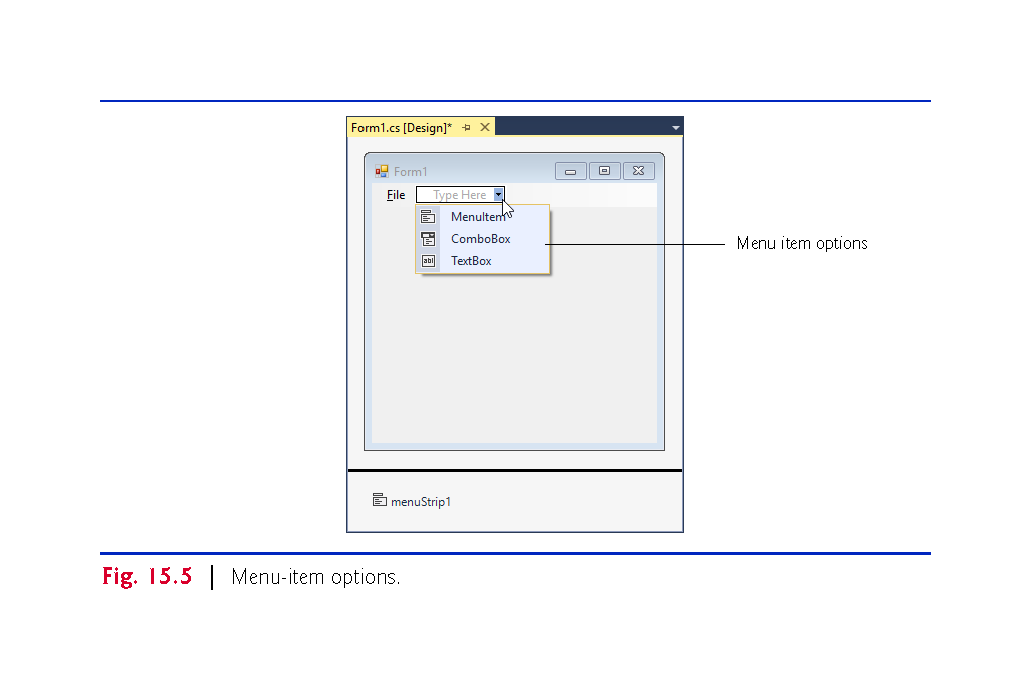 Form1.cs [Design]*
Form1
File Type Here
MenuItem
ComboBox
abl TextBox
Menu item options
menuStrip1
Fig. 15.5 | Menu-item options.